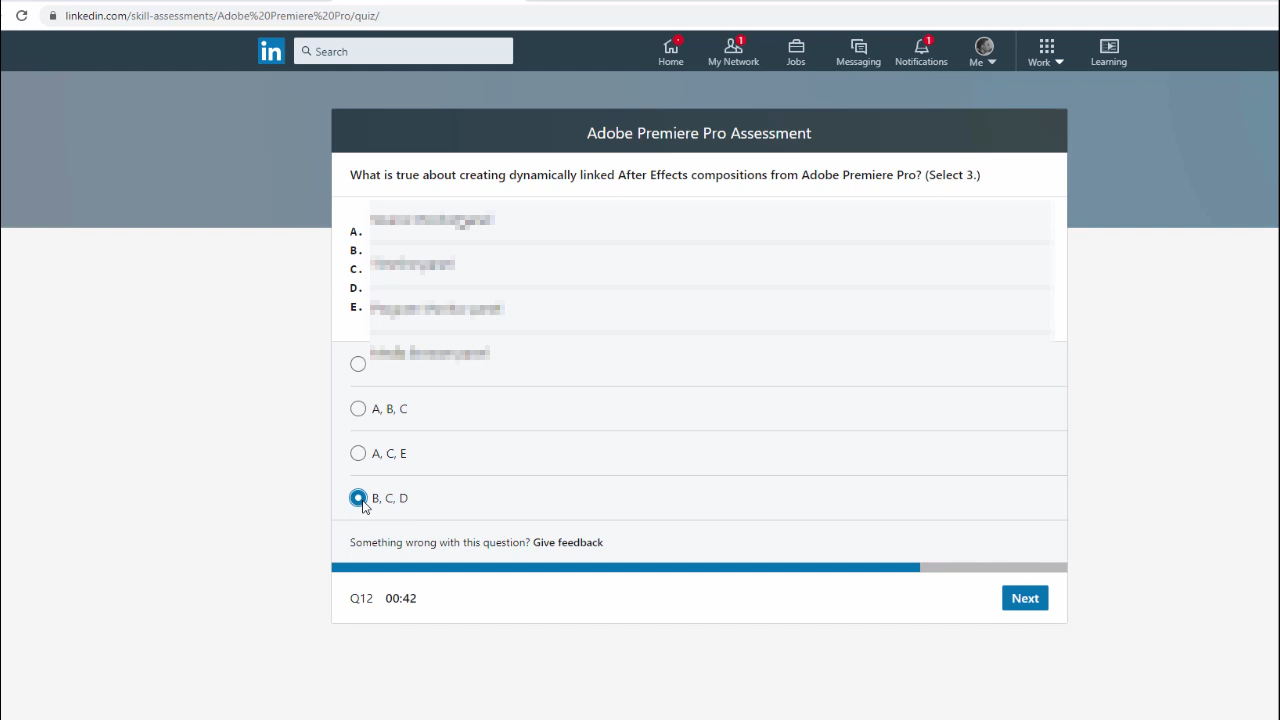 linkedin.com/skill-assessments/Adobe%20Premiere%20Pro/quiz/
in Search Home My Network 1 Jobs Messaging Notifications 1 Me Work Learning
Adobe Premiere Pro Assessment
What is true about creating dynamically linked After Effects compositions from Adobe Premiere Pro? (Select 3.)
A.
B.
C.
D.
E.
A, B, C
A, C, E
B, C, D
Something wrong with this question? Give feedback
Q12 00:42 Next